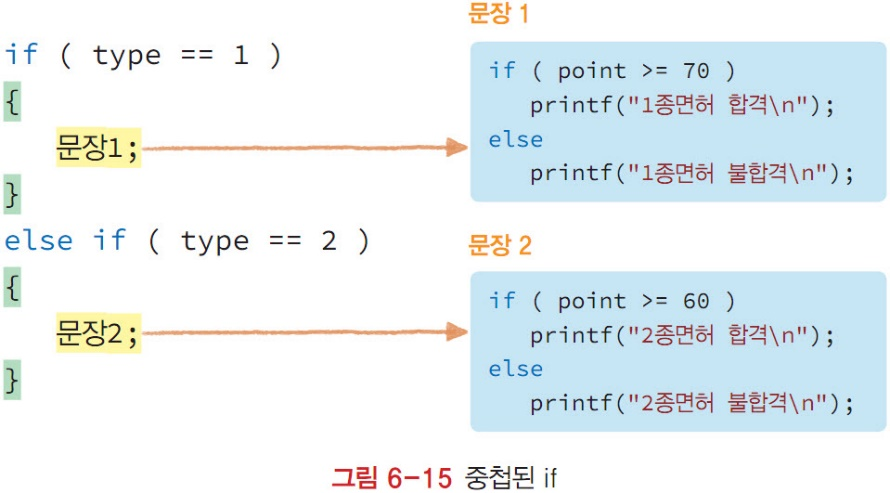 if ( type == 1 )
{
문장1;
}
else if ( type == 2 )
{
문장2;
}
문장 1
if ( point >= 70 )
printf("1종면허 합격\n");
else
printf("1종면허 불합격\n");
문장 2
if ( point >= 60 )
printf("2종면허 합격\n");
else
printf("2종면허 불합격\n");
그림 6-15 중첩된 if